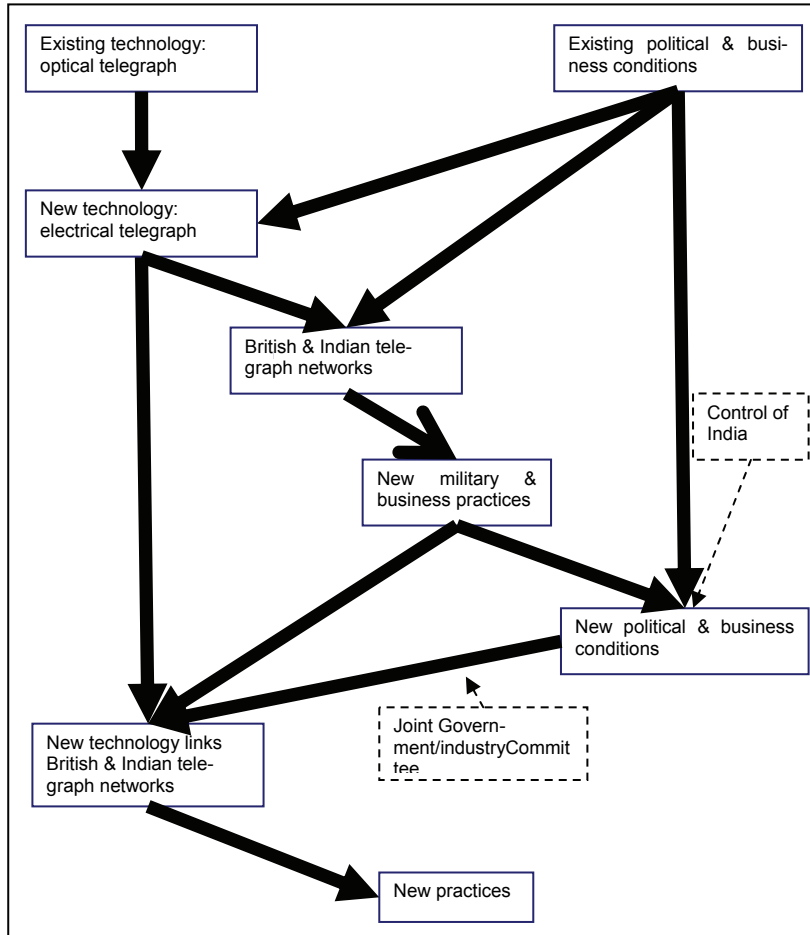 Existing technology:
optical telegraph
Existing political & busi-
ness conditions
New technology:
electrical telegraph
British & Indian tele-
graph networks
Control of
India
New military &
business practices
New political & business
conditions
Joint Govern-
ment/industryCommit
tee
New technology links
British & Indian tele-
graph networks
New practices